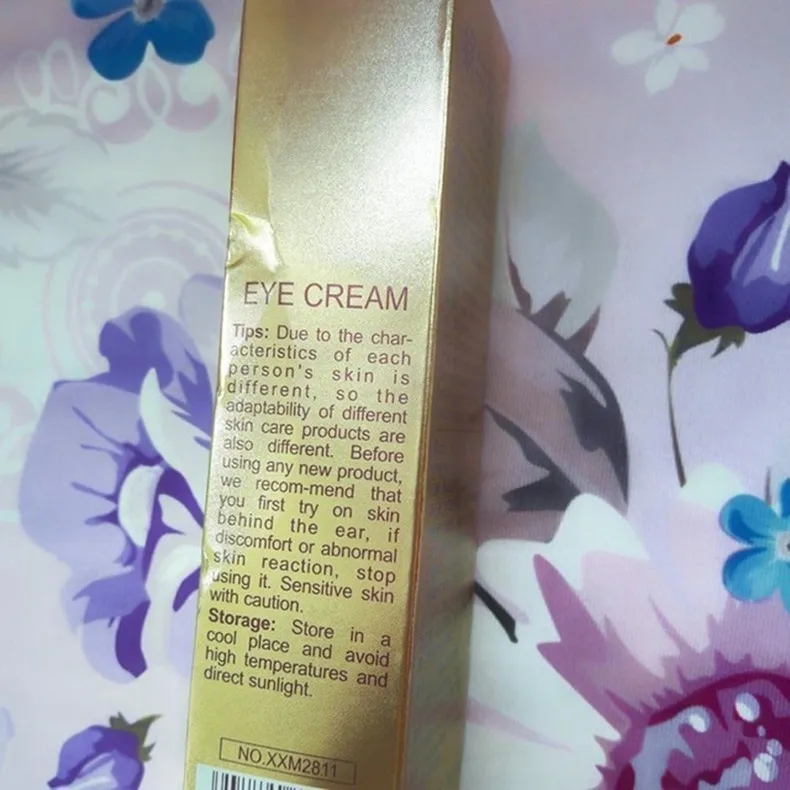 EYE CREAM
Tips: Due to the char-
acteristics of each
person's skin is
different, so the
adaptability of different
skin care products are
also different. Before
using any new product,
we recom-mend that
you first try on skin
behind the ear, if
discomfort or abnormal
skin reaction, stop
using it. Sensitive skin
with caution.
Storage: Store in a
cool place and avoid
high temperatures and
direct sunlight.
NO.XXM2811